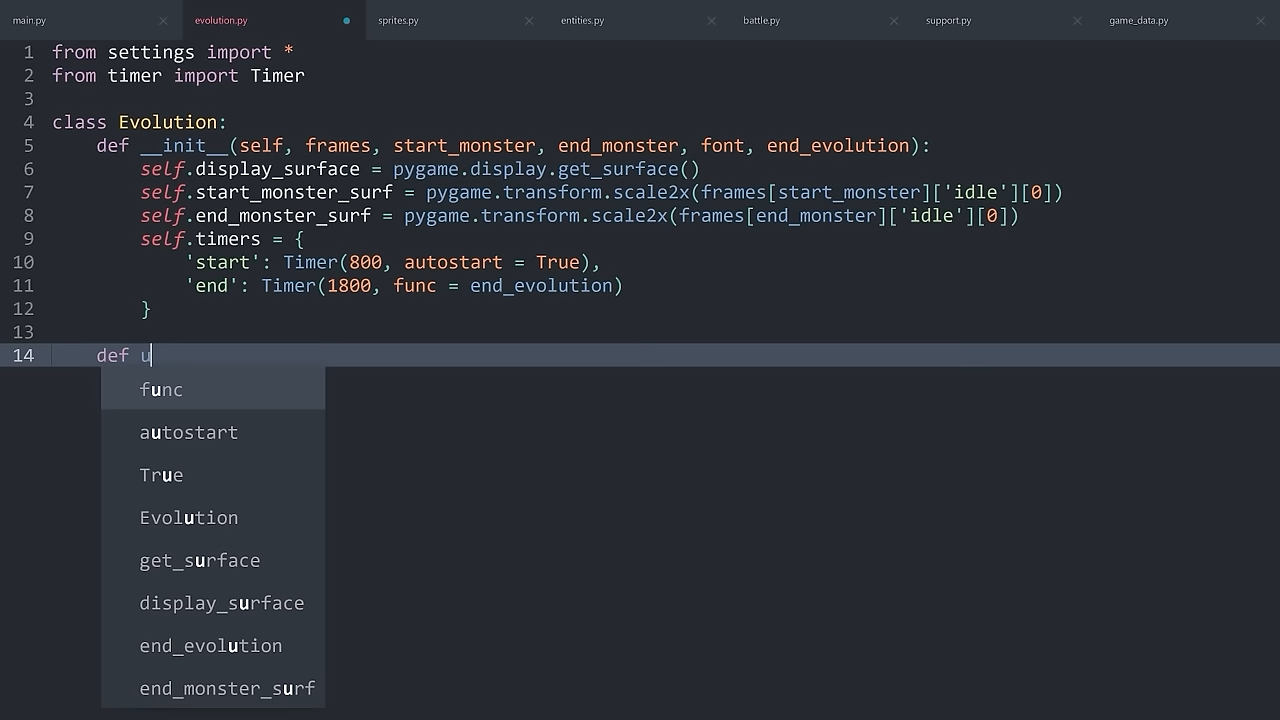 main.py evolution.py sprites.py entities.py battle.py support.py game_data.py
1 from settings import *
2 from timer import Timer
3
4 class Evolution:
5     def __init__(self, frames, start_monster, end_monster, font, end_evolution):
6         self.display_surface = pygame.display.get_surface()
7         self.start_monster_surf = pygame.transform.scale2x(frames[start_monster]['idle'][0])
8         self.end_monster_surf = pygame.transform.scale2x(frames[end_monster]['idle'][0])
9         self.timers = {
10             'start': Timer(800, autostart = True),
11             'end': Timer(1800, func = end_evolution)
12         }
13
14     def u
func
autostart
True
Evolution
get_surface
display_surface
end_evolution
end_monster_surf